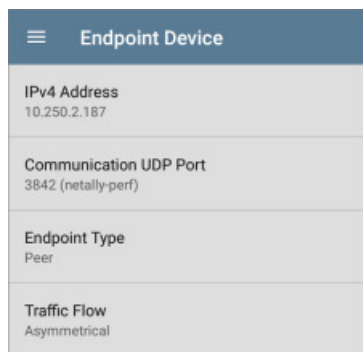 Endpoint Device
IPv4 Address
10.250.2.187
Communication UDP Port
3842 (netally-perf)
Endpoint Type
Peer
Traffic Flow
Asymmetrical